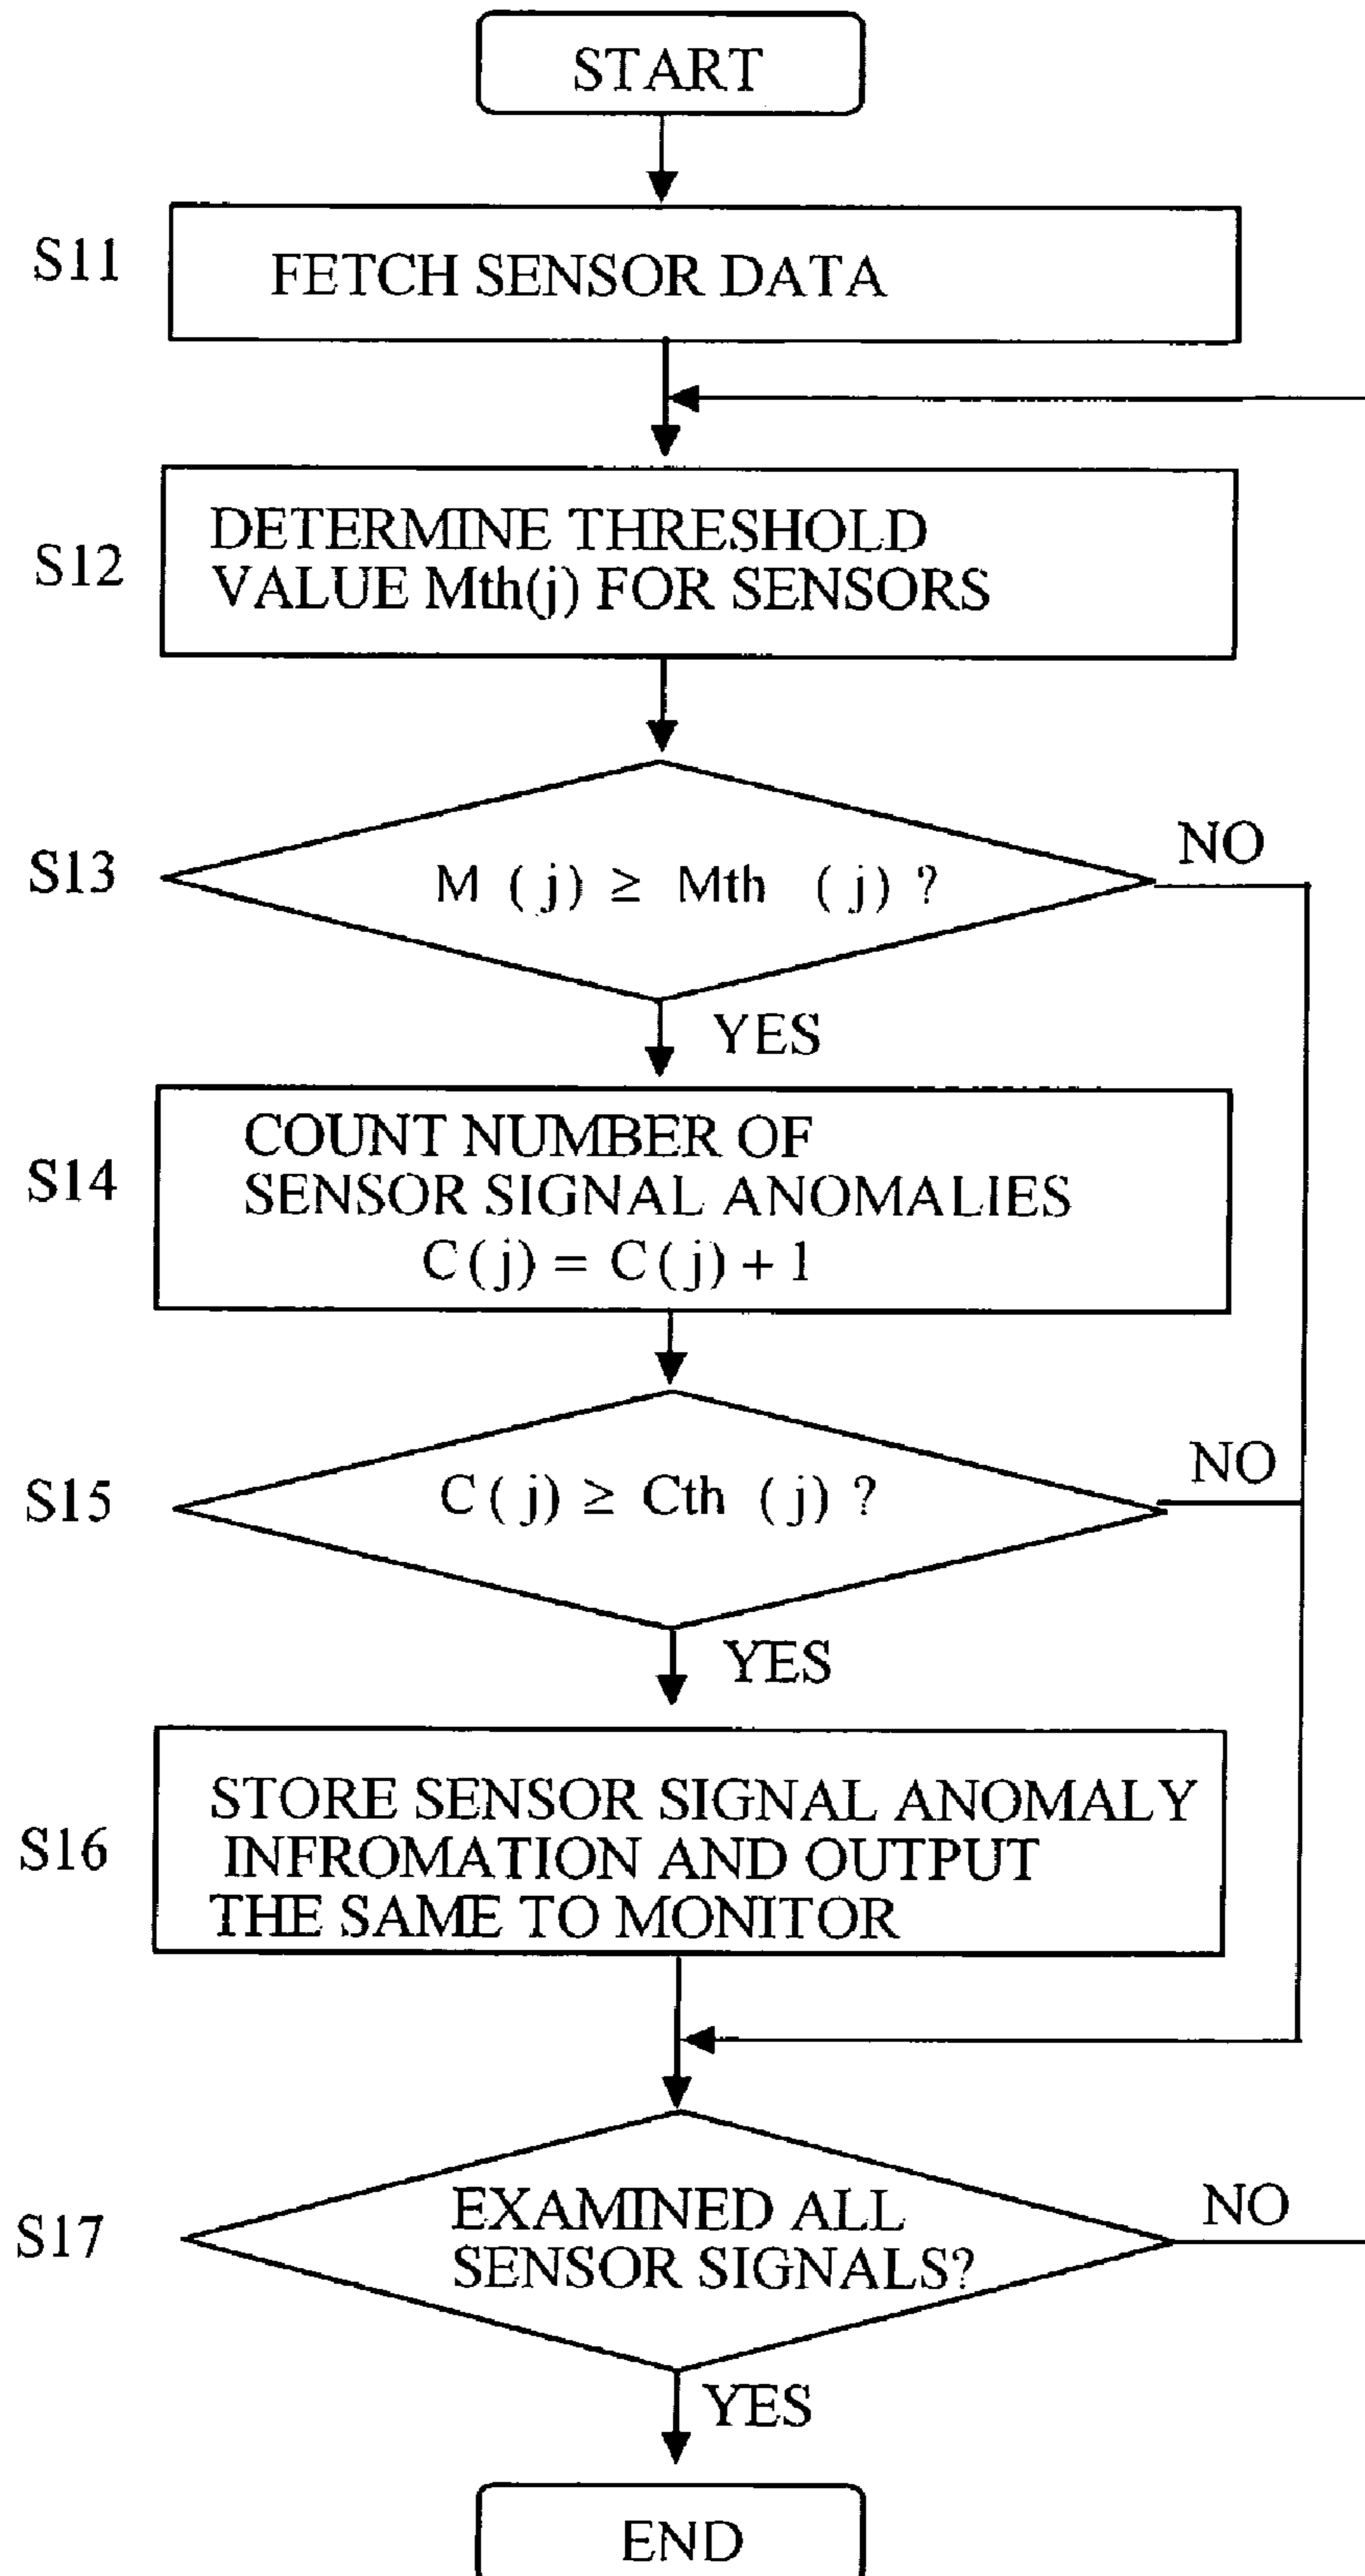 START
S11
FETCH SENSOR DATA
S12
DETERMINE THRESHOLD
VALUE Mth(j) FOR SENSORS
S13
M ( j ) ≥ Mth ( j ) ?
NO
YES
S14
COUNT NUMBER OF
SENSOR SIGNAL ANOMALIES
C ( j ) = C ( j ) + 1
S15
C ( j ) ≥ Cth ( j ) ?
NO
YES
S16
STORE SENSOR SIGNAL ANOMALY
INFROMATION AND OUTPUT
THE SAME TO MONITOR
S17
EXAMINED ALL
SENSOR SIGNALS?
NO
YES
END